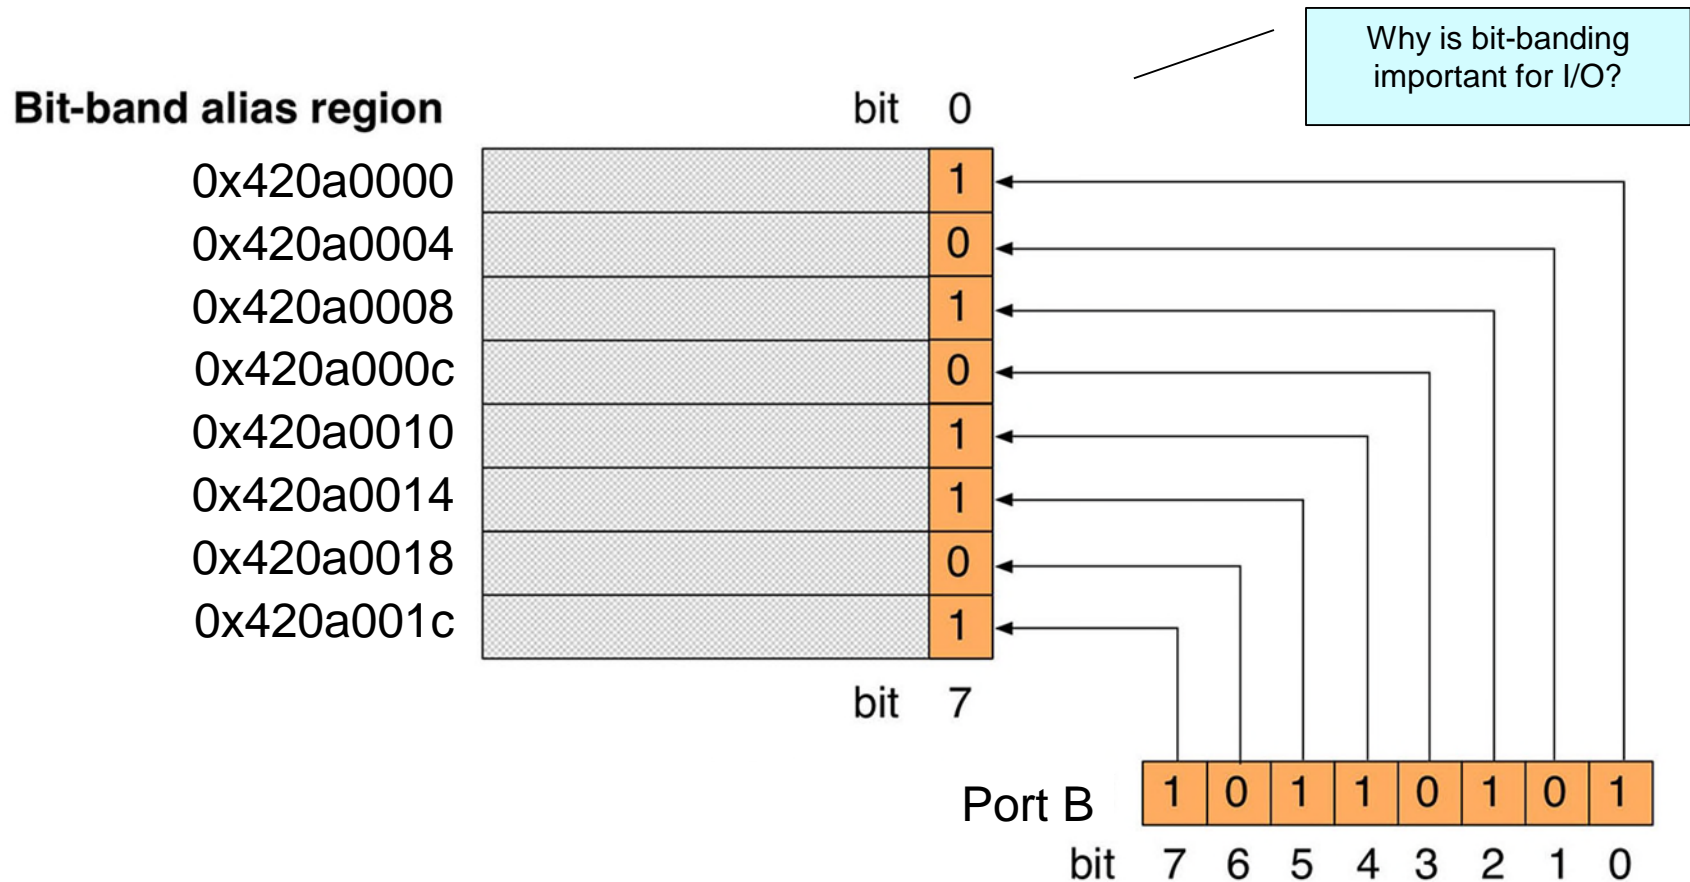 Why is bit-banding
important for I/O?
Bit-band alias region bit 0
0x420a0000 1
0x420a0004 0
0x420a0008 1
0x420a000c 0
0x420a0010 1
0x420a0014 1
0x420a0018 0
0x420a001c 1
bit 7
Port B 1 0 1 1 0 1 0 1
bit 7 6 5 4 3 2 1 0